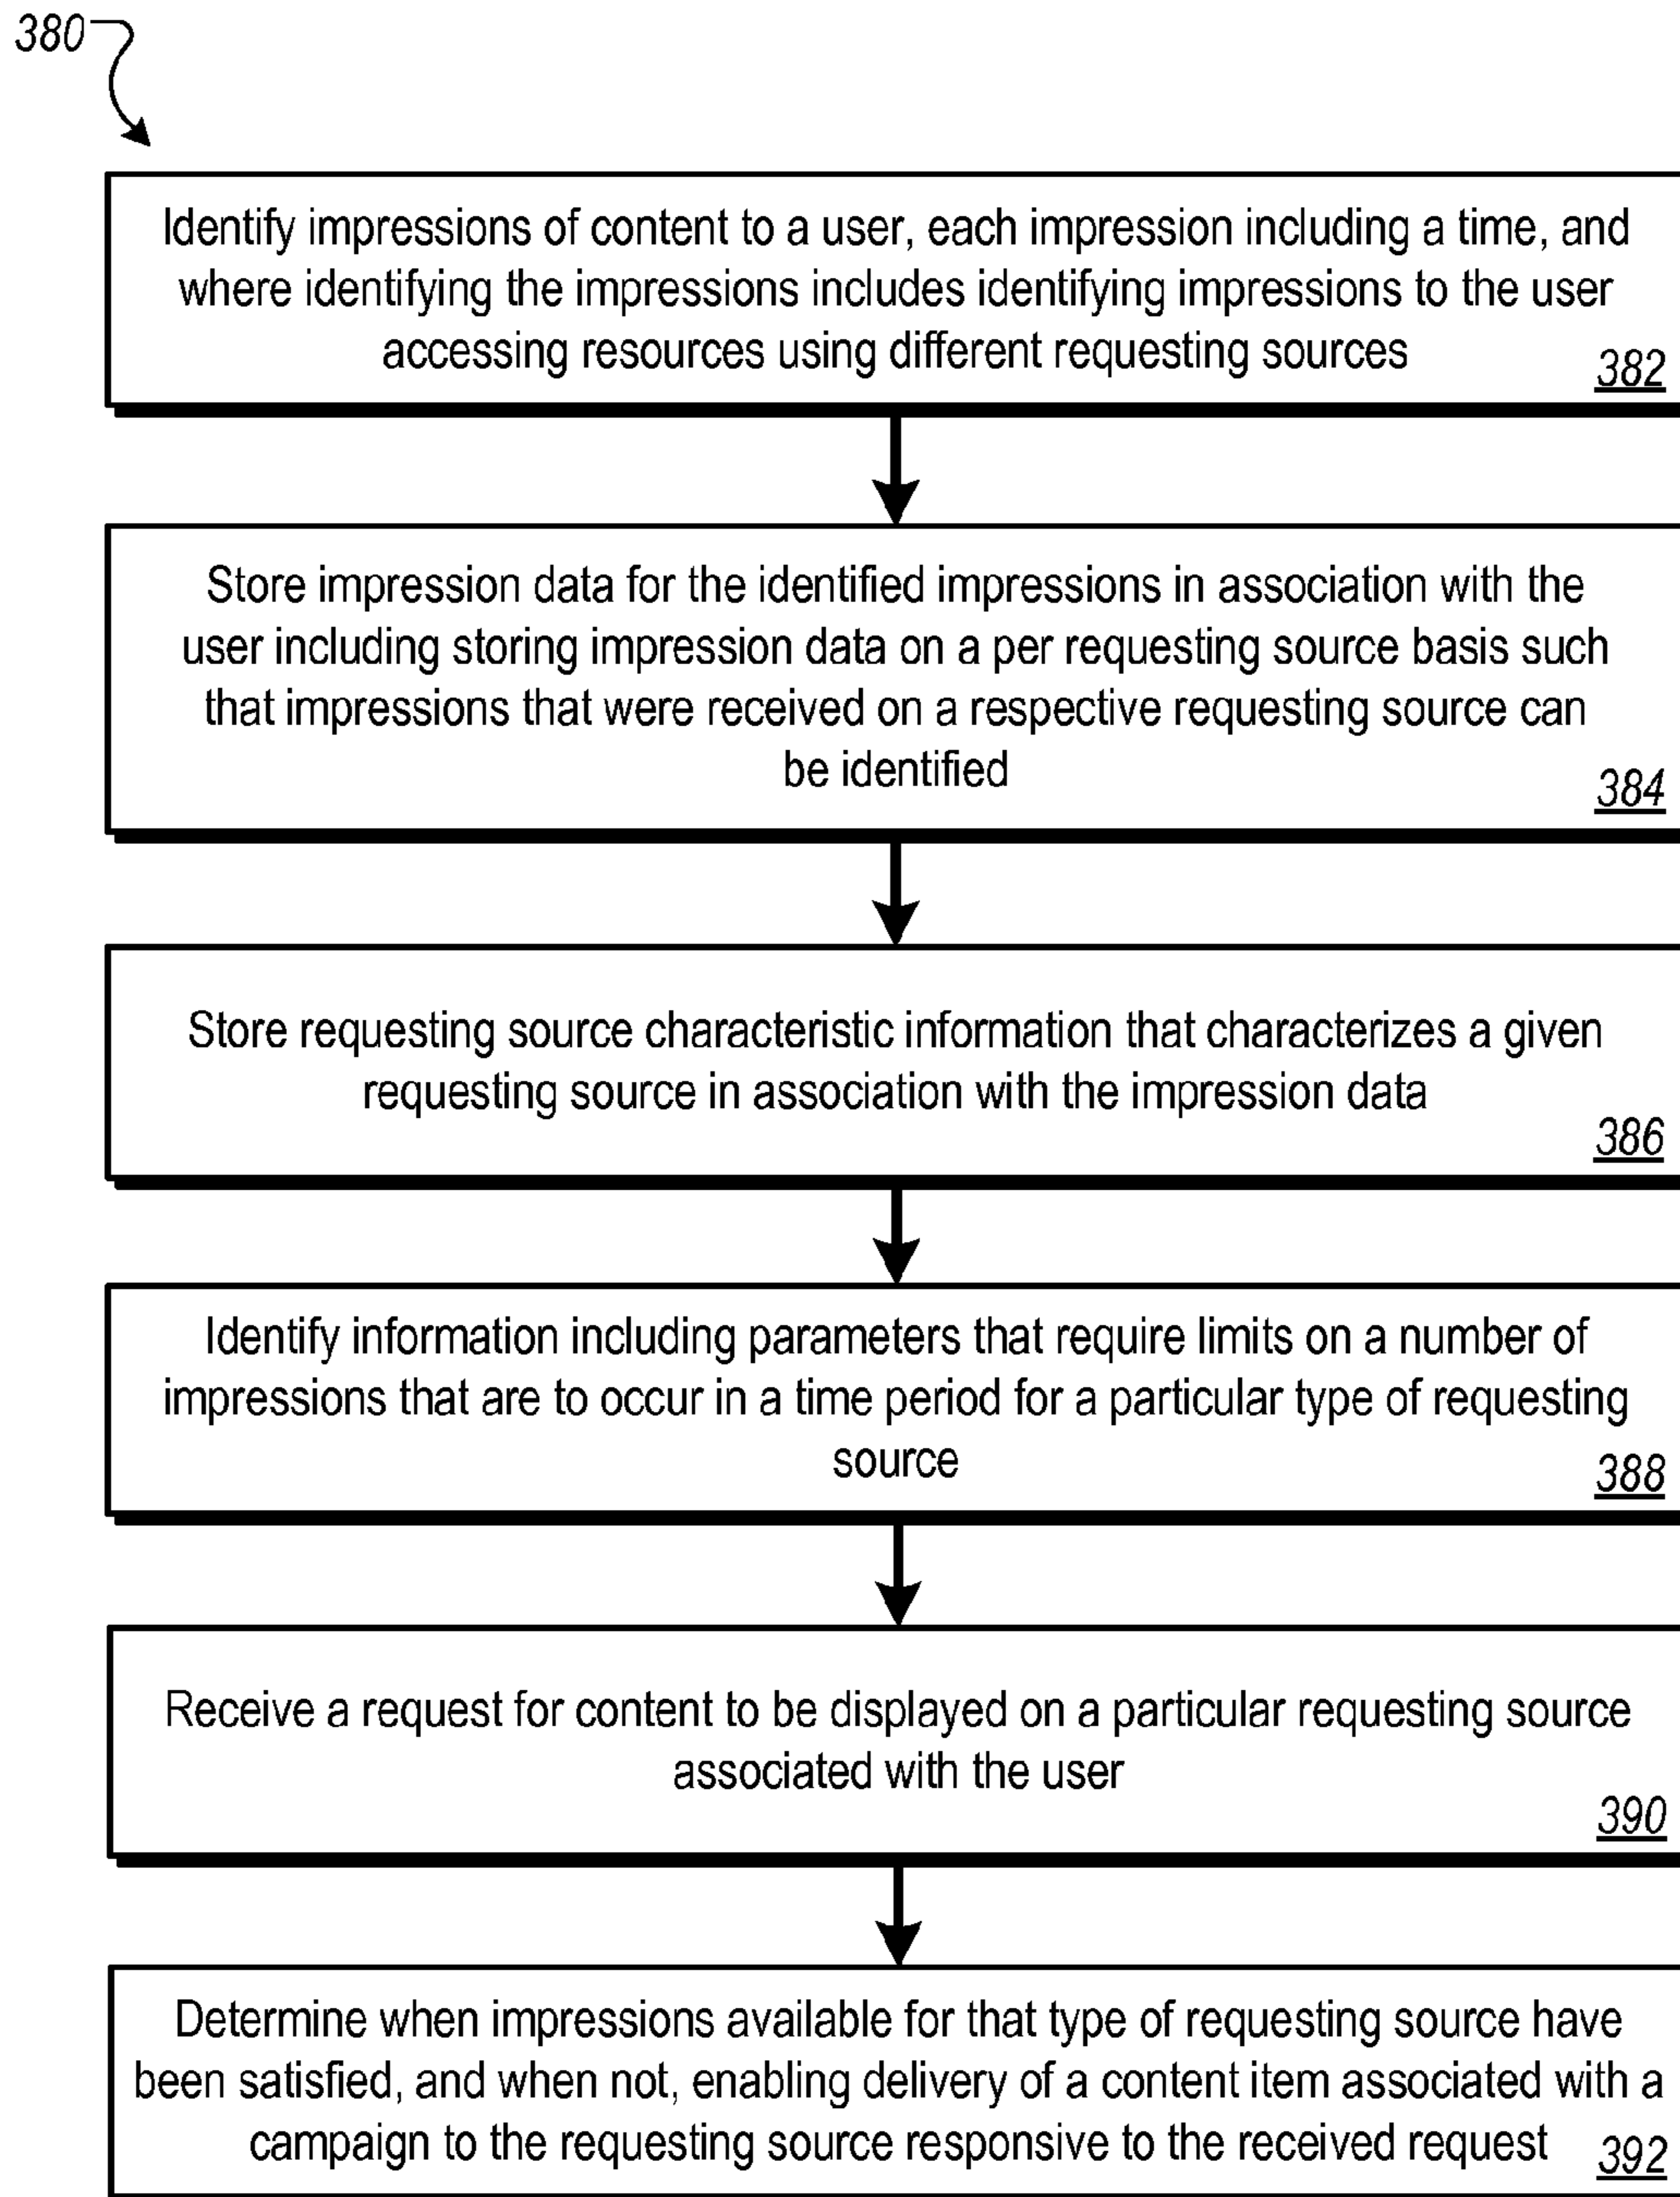 380
Identify impressions of content to a user, each impression including a time, and
where identifying the impressions includes identifying impressions to the user
accessing resources using different requesting sources
382
Store impression data for the identified impressions in association with the
user including storing impression data on a per requesting source basis such
that impressions that were received on a respective requesting source can
be identified
384
Store requesting source characteristic information that characterizes a given
requesting source in association with the impression data
386
Identify information including parameters that require limits on a number of
impressions that are to occur in a time period for a particular type of requesting
source
388
Receive a request for content to be displayed on a particular requesting source
associated with the user
390
Determine when impressions available for that type of requesting source have
been satisfied, and when not, enabling delivery of a content item associated with a
campaign to the requesting source responsive to the received request
392